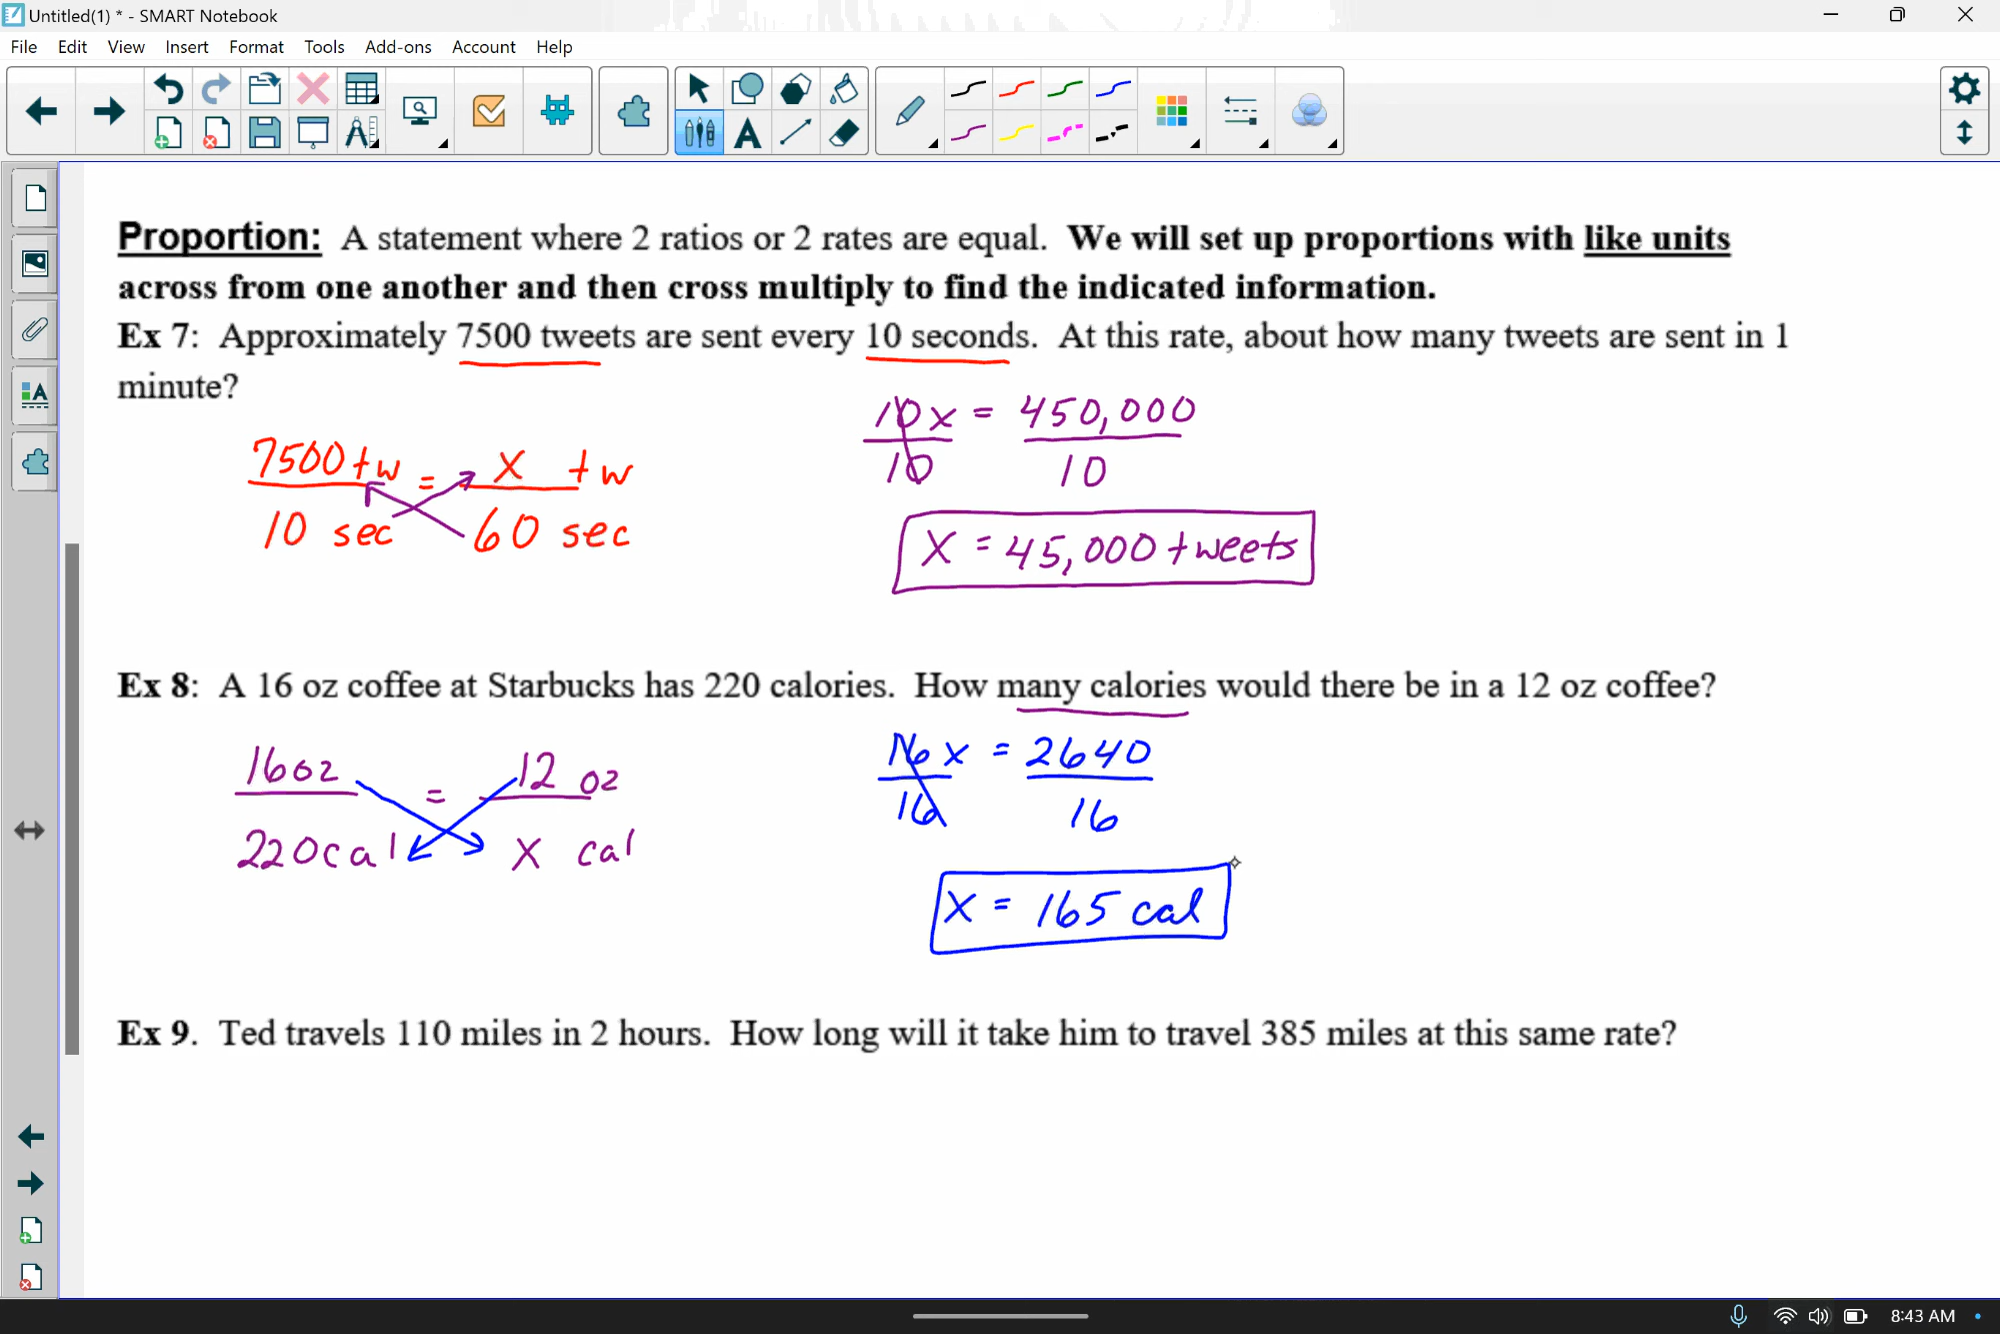 Untitled(1) * - SMART Notebook
File Edit View Insert Format Tools Add-ons Account Help
Proportion: A statement where 2 ratios or 2 rates are equal. We will set up proportions with like units
across from one another and then cross multiply to find the indicated information.
Ex 7: Approximately 7500 tweets are sent every 10 seconds. At this rate, about how many tweets are sent in 1
minute?
7500 tw = x tw
10 sec 60 sec
10x = 450,000
10 10
x = 45,000 tweets
Ex 8: A 16 oz coffee at Starbucks has 220 calories. How many calories would there be in a 12 oz coffee?
16oz = 12 oz
220cal x cal
16x = 2640
16 16
x = 165 cal
Ex 9. Ted travels 110 miles in 2 hours. How long will it take him to travel 385 miles at this same rate?
8:43 AM